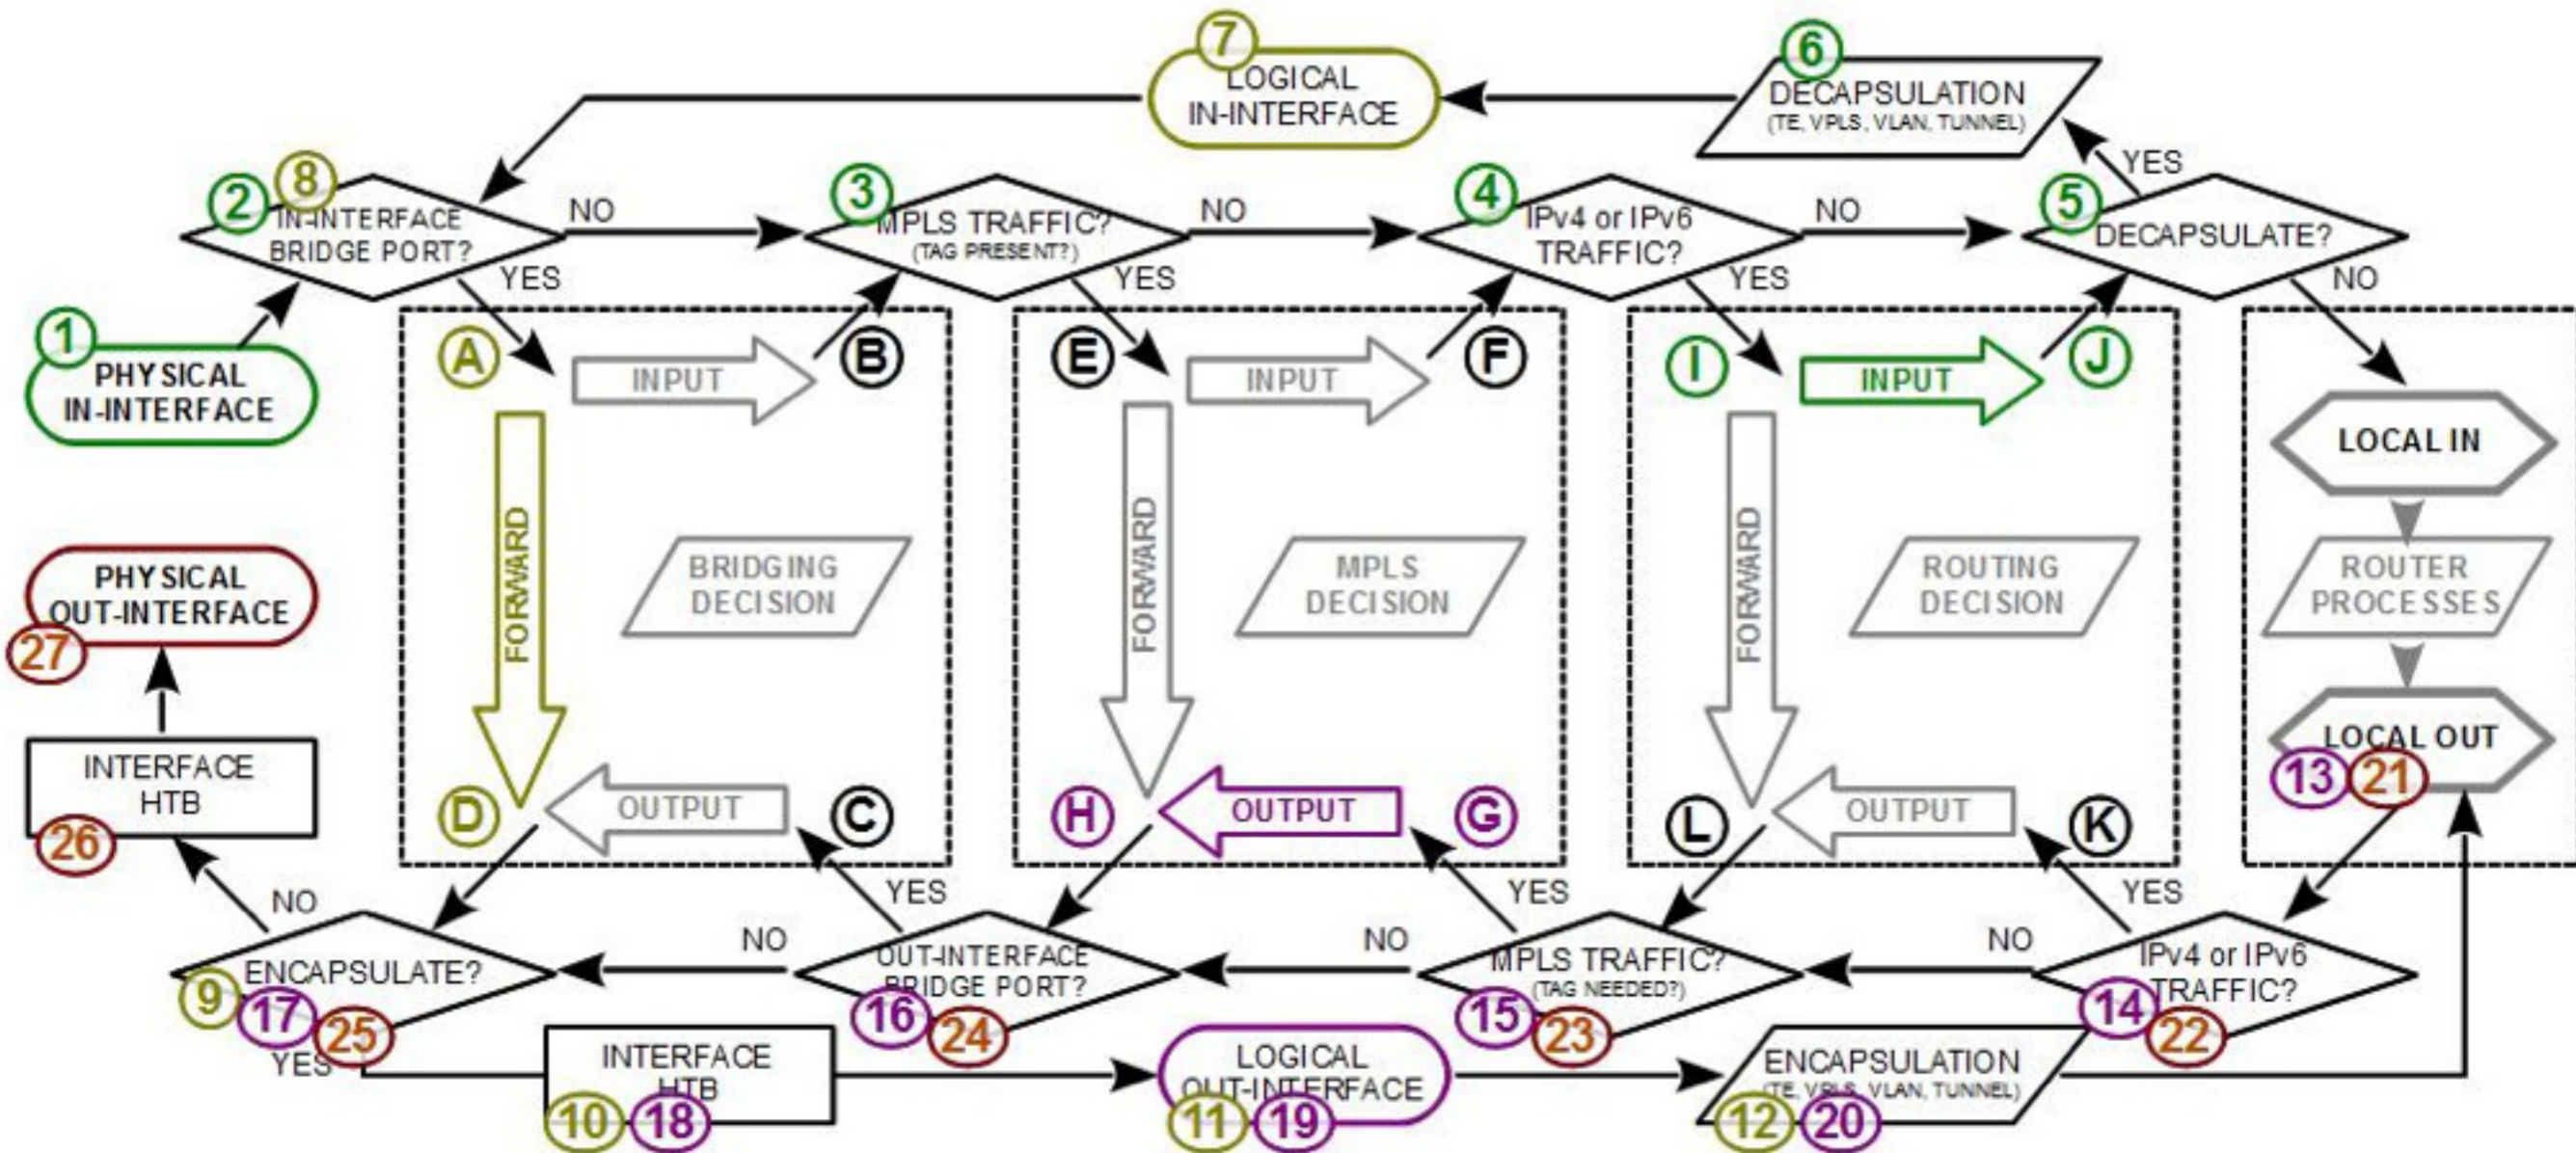 7
LOGICAL
IN-INTERFACE
6
DECAPSULATION
(TE, VPLS, VLAN, TUNNEL)
YES
2
8
IN-INTERFACE
BRIDGE PORT?
NO
3
MPLS TRAFFIC?
(TAG PRESENT?)
NO
4
IPv4 or IPv6
TRAFFIC?
NO
5
DECAPSULATE?
YES
YES
YES
NO
1
PHYSICAL
IN-INTERFACE
A
INPUT
B
E
INPUT
F
I
INPUT
J
LOCAL IN
FORWARD
BRIDGING
DECISION
FORWARD
MPLS
DECISION
FORWARD
ROUTING
DECISION
ROUTER
PROCESSES
PHYSICAL
OUT-INTERFACE
27
INTERFACE
HTB
26
D
OUTPUT
C
H
OUTPUT
G
L
OUTPUT
K
LOCAL OUT
13
21
NO
YES
YES
YES
ENCAPSULATE?
9
17
25
YES
NO
OUT-INTERFACE
BRIDGE PORT?
16
24
NO
MPLS TRAFFIC?
(TAG NEEDED?)
15
23
NO
IPv4 or IPv6
TRAFFIC?
14
22
INTERFACE
HTB
10
18
LOGICAL
OUT-INTERFACE
11
19
ENCAPSULATION
(TE, VPLS, VLAN, TUNNEL)
12
20